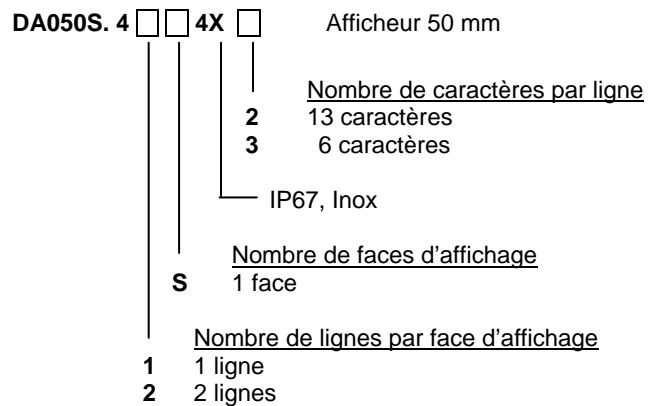 DA050S. 4 □ □ 4X □ Afficheur 50 mm
Nombre de caractères par ligne
2 13 caractères
3 6 caractères
IP67, Inox
Nombre de faces d’affichage
S 1 face
Nombre de lignes par face d’affichage
1 1 ligne
2 2 lignes